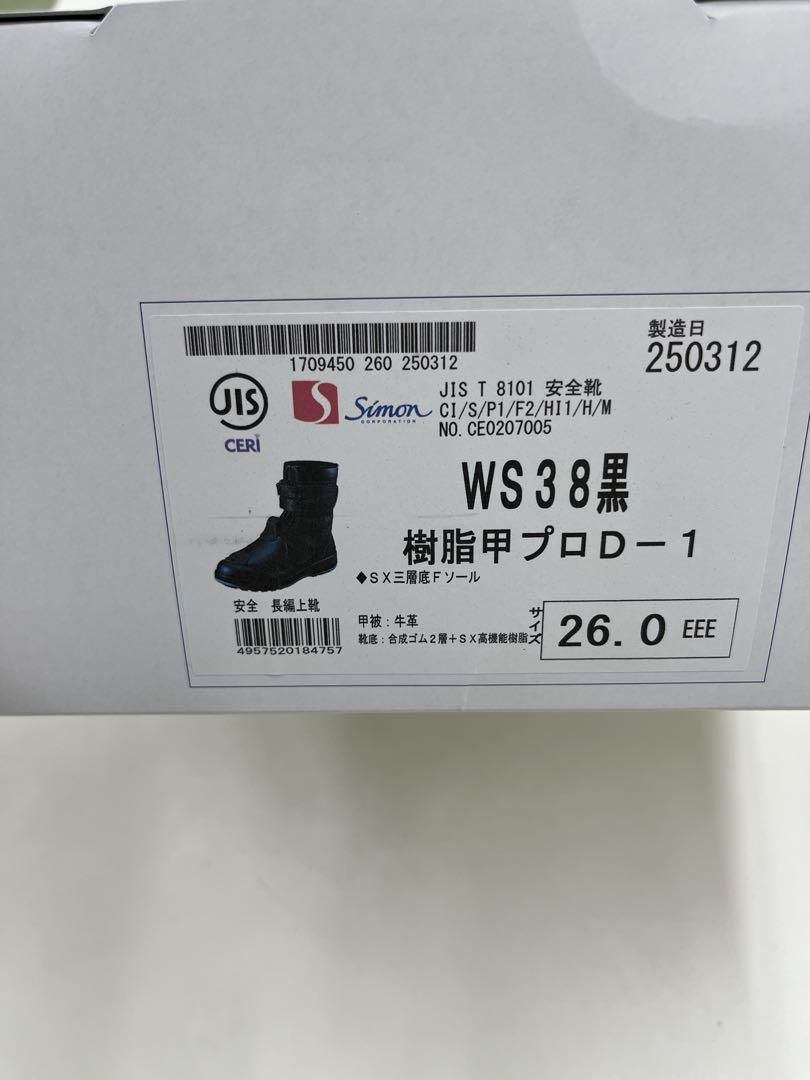 製造日
250312
1709450 260 250312
JIS
CERI
S
Simon
CORPORATION
JIS T 8101 安全靴
CI/S/P1/F2/HI1/H/M
NO. CE0207005
WS38黒
樹脂甲プロD-1
◆SX三層底Fソール
安全 長編上靴
4957520184757
甲被:牛革
靴底:合成ゴム2層+SX高機能樹脂
サイズ
26.0 EEE